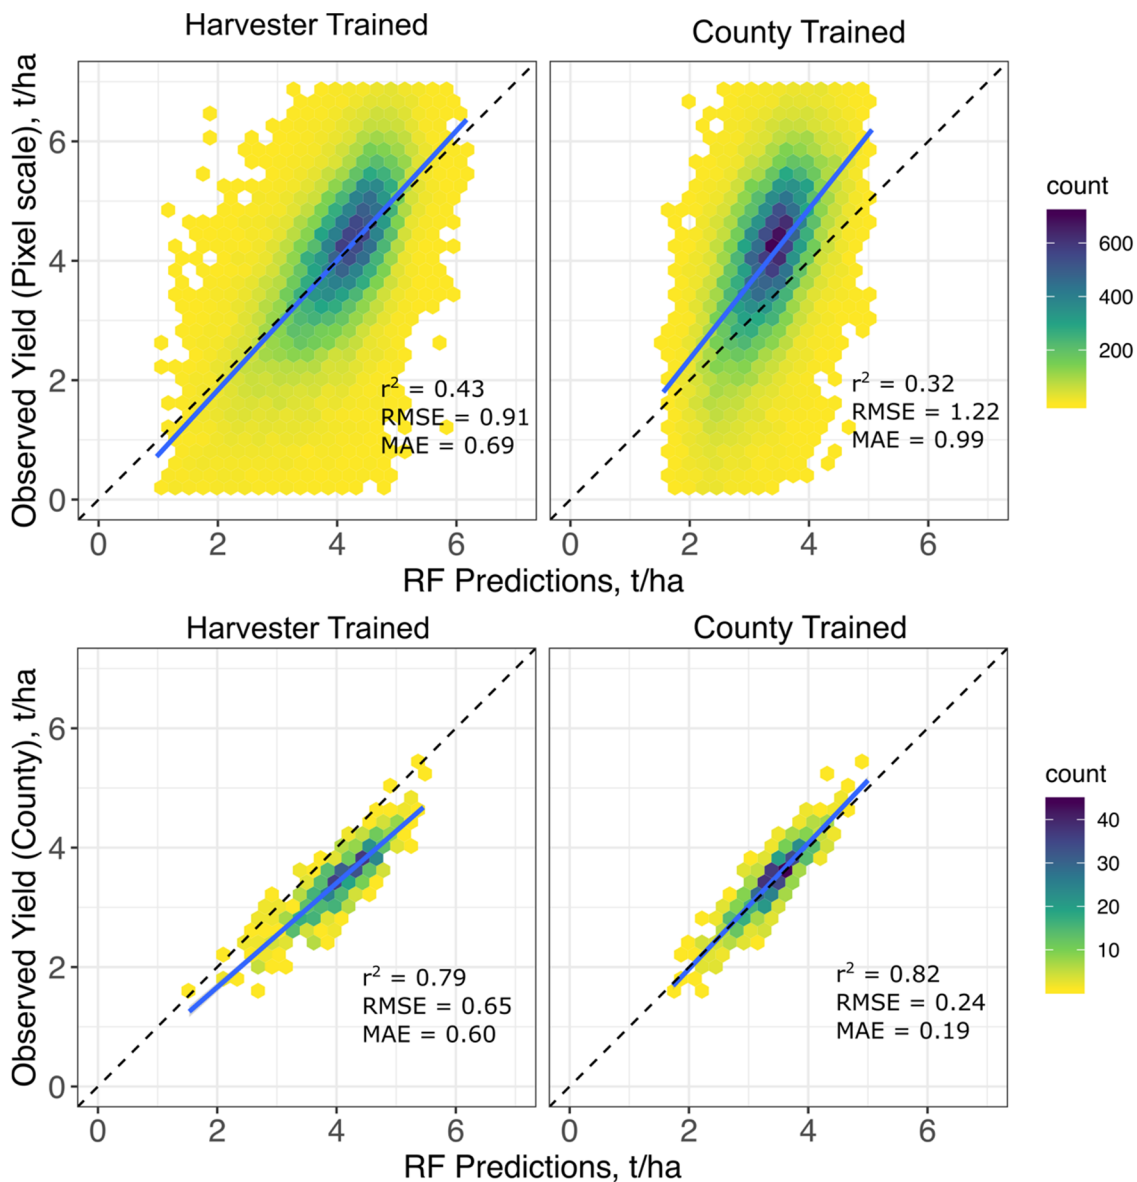 Harvester Trained
County Trained
Observed Yield (Pixel scale), t/ha
6
4
2
0
r² = 0.43
RMSE = 0.91
MAE = 0.69
r² = 0.32
RMSE = 1.22
MAE = 0.99
count
600
400
200
0 2 4 6
0 2 4 6
RF Predictions, t/ha
Harvester Trained
County Trained
Observed Yield (County), t/ha
6
4
2
0
r² = 0.79
RMSE = 0.65
MAE = 0.60
r² = 0.82
RMSE = 0.24
MAE = 0.19
count
40
30
20
10
0 2 4 6
0 2 4 6
RF Predictions, t/ha